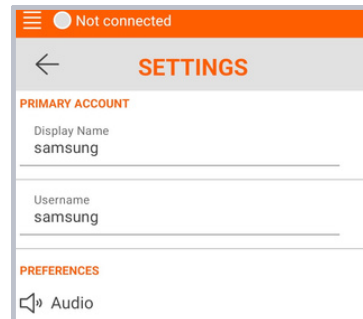 Not connected
SETTINGS
PRIMARY ACCOUNT
Display Name
samsung
Username
samsung
PREFERENCES
Audio